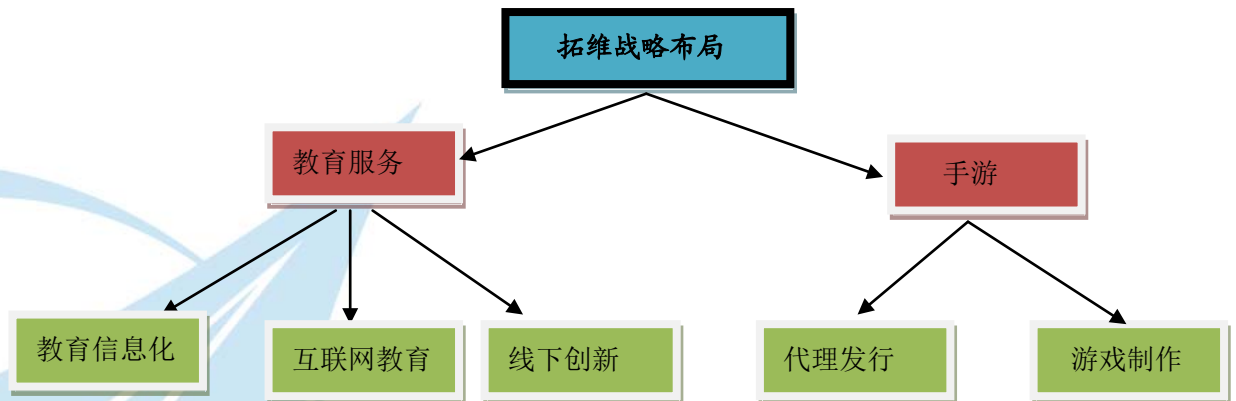 拓维战略布局
教育服务
手游
教育信息化
互联网教育
线下创新
代理发行
游戏制作